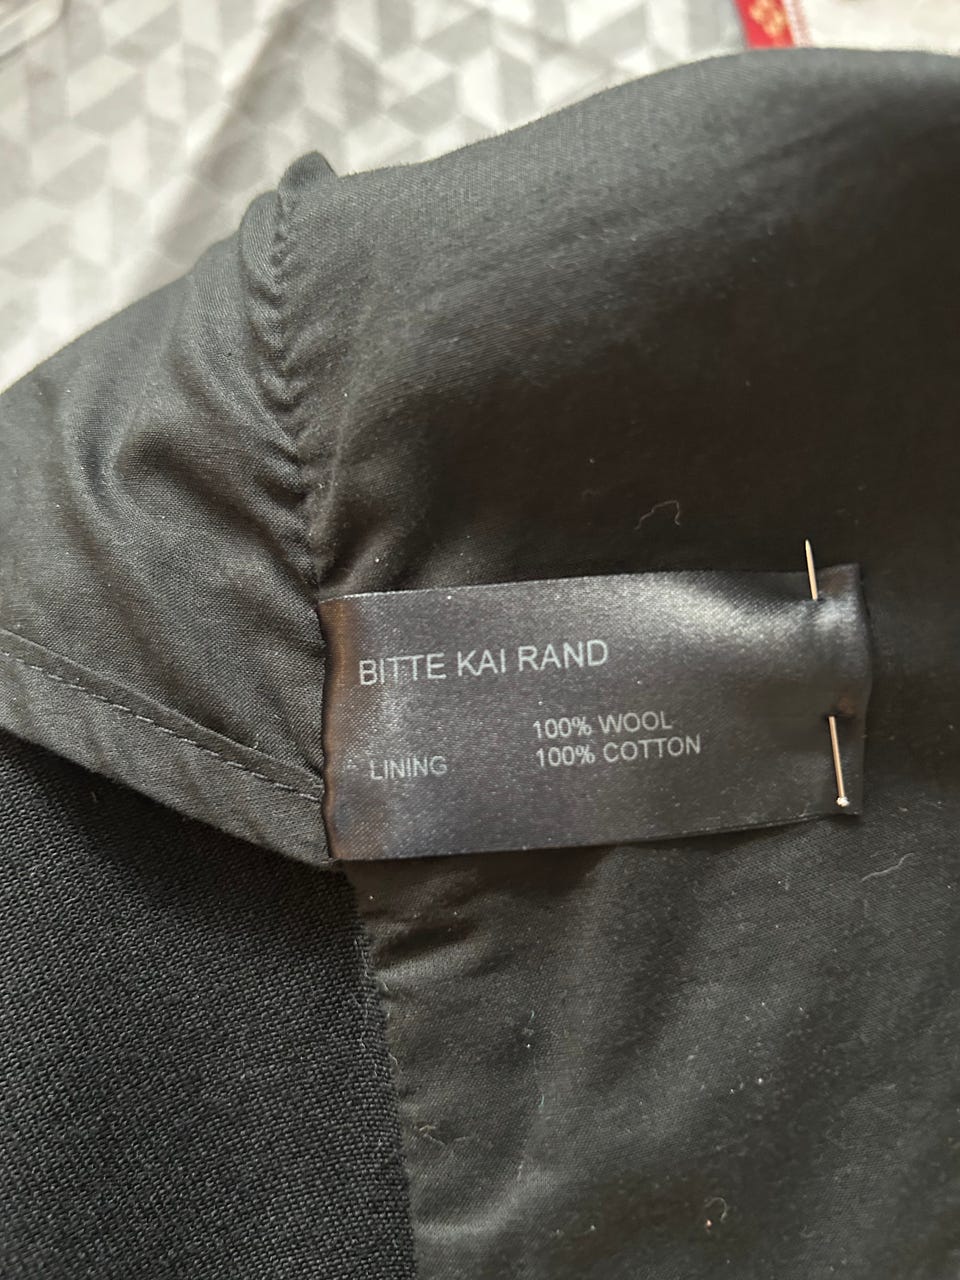 BITTE KAI RAND
100% WOOL
LINING 100% COTTON